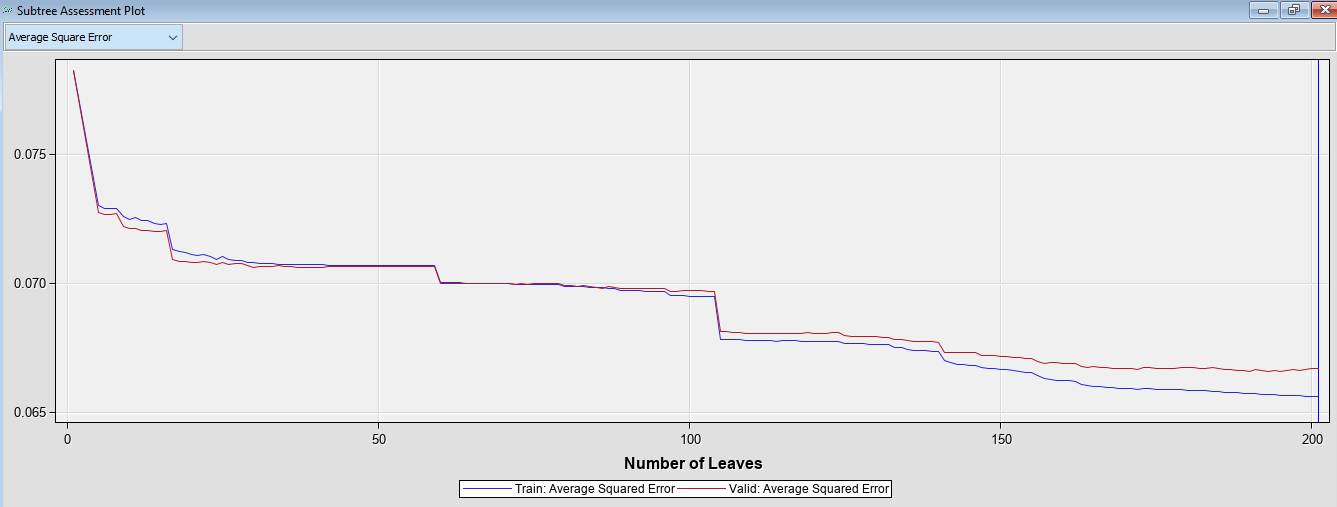 Subtree Assessment Plot
Average Square Error
0.075
0.070
0.065
0 50 100 150 200
Number of Leaves
Train: Average Squared Error Valid: Average Squared Error